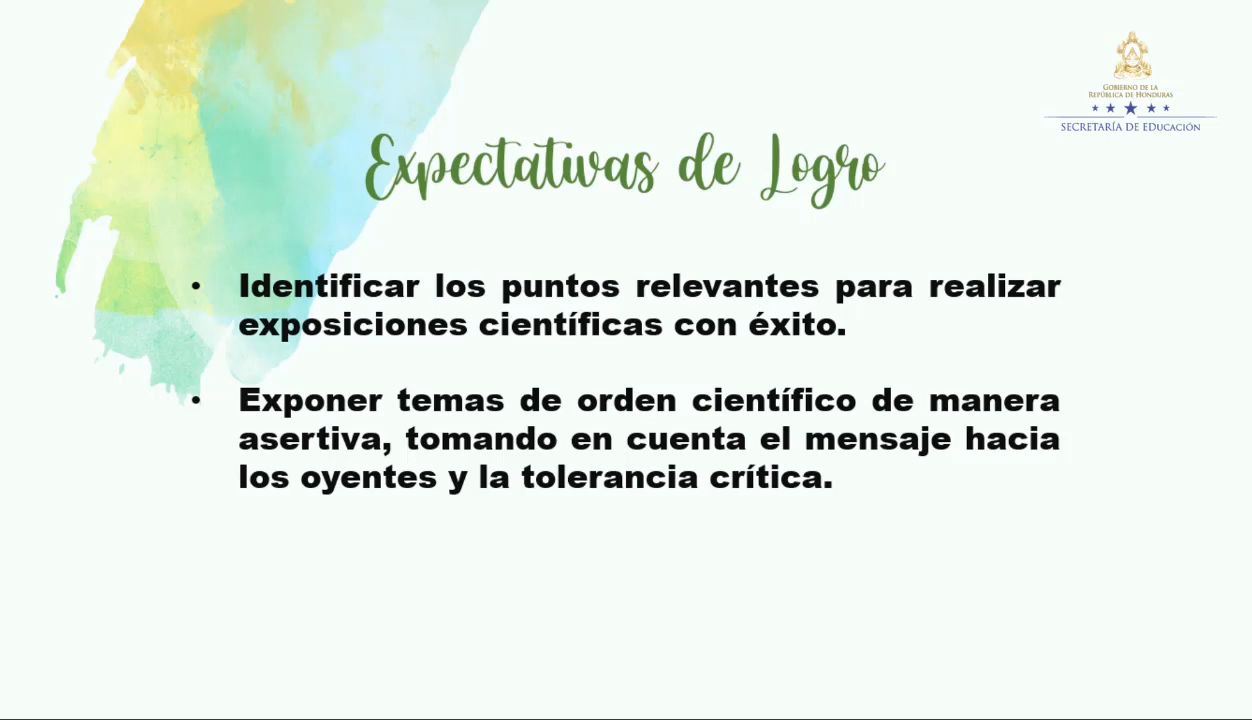 GOBIERNO DE LA
REPÚBLICA DE HONDURAS
SECRETARÍA DE EDUCACIÓN
Expectativas de Logro
• Identificar los puntos relevantes para realizar
exposiciones científicas con éxito.
• Exponer temas de orden científico de manera
asertiva, tomando en cuenta el mensaje hacia
los oyentes y la tolerancia crítica.